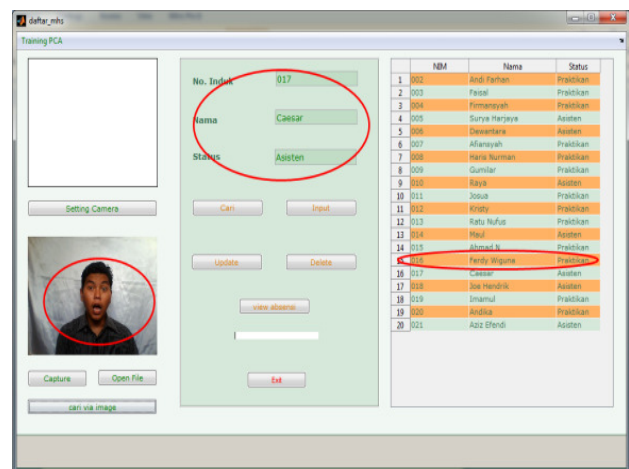 daftar_mhs
Training PCA
Setting Camera
Capture
Open File
cari via image
No. Induk 017
Nama Caesar
Status Asisten
Cari Input
Update Delete
view absensi
Exit
NIM Nama Status
1 002 Andi Farhan Praktikan
2 003 Faisal Praktikan
3 004 Firmansyah Praktikan
4 005 Surya Harjaya Asisten
5 006 Dewantara Asisten
6 007 Afiansyah Praktikan
7 008 Haris Nurman Praktikan
8 009 Gumilar Praktikan
9 010 Raya Asisten
10 011 Josua Praktikan
11 012 Kristy Praktikan
12 013 Ratu Nufus Praktikan
13 014 Maul Asisten
14 015 Ahmad N Praktikan
016 Ferdy Wiguna Praktikan
16 017 Caesar Asisten
17 018 Joe Hendrik Asisten
18 019 Imamul Praktikan
19 020 Andika Praktikan
20 021 Aziz Efendi Asisten